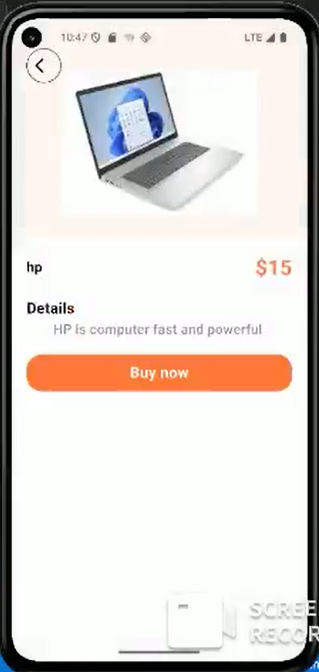 10:47
LTE
hp
$15
Details
HP is computer fast and powerful
Buy now
SCREE
RECOR